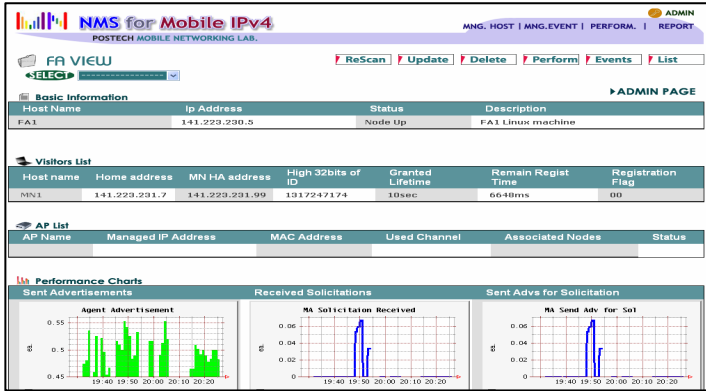 NMS for Mobile IPv4
POSTECH MOBILE NETWORKING LAB.
ADMIN
MNG. HOST | MNG.EVENT | PERFORM. | REPORT
FA VIEW
SELECT --------------------
ReScan Update Delete Perform Events List
Basic Information
ADMIN PAGE
Host Name Ip Address Status Description
FA1 141.223.230.5 Node Up FA1 Linux machine
Visitors List
Host name Home address MN HA address High 32bits of ID Granted Lifetime Remain Regist Time Registration Flag
MN1 141.223.231.7 141.223.231.99 1317247174 10sec 6648ms 00
AP List
AP Name Managed IP Address MAC Address Used Channel Associated Nodes Status
Performance Charts
Sent Advertisements Received Solicitations Sent Advs for Solicitation
Agent Advertisement
0.55
0.5
0.45
19:40 19:50 20:00 20:10 20:20
MA Solicitaion Received
0.06
0.04
0.02
0
19:40 19:50 20:00 20:10 20:20
MA Send Adv for Sol
0.06
0.04
0.02
0
19:40 19:50 20:00 20:10 20:20